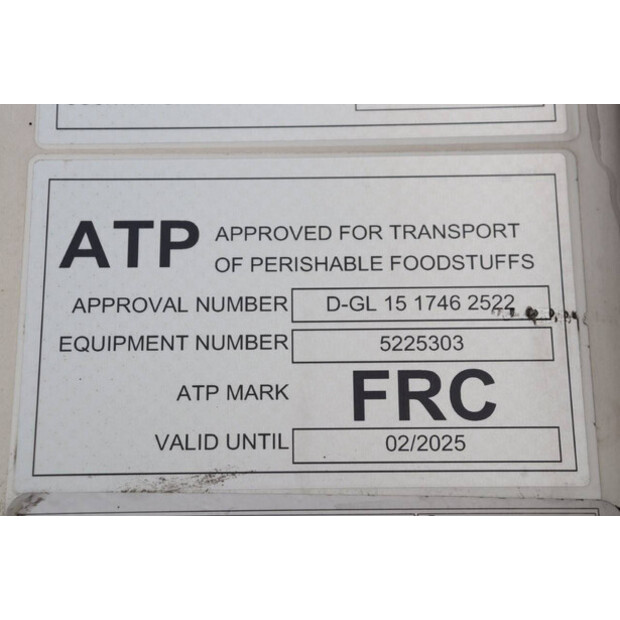 ATP APPROVED FOR TRANSPORT
OF PERISHABLE FOODSTUFFS
APPROVAL NUMBER D-GL 15 1746 2522
EQUIPMENT NUMBER 5225303
ATP MARK FRC
VALID UNTIL 02/2025